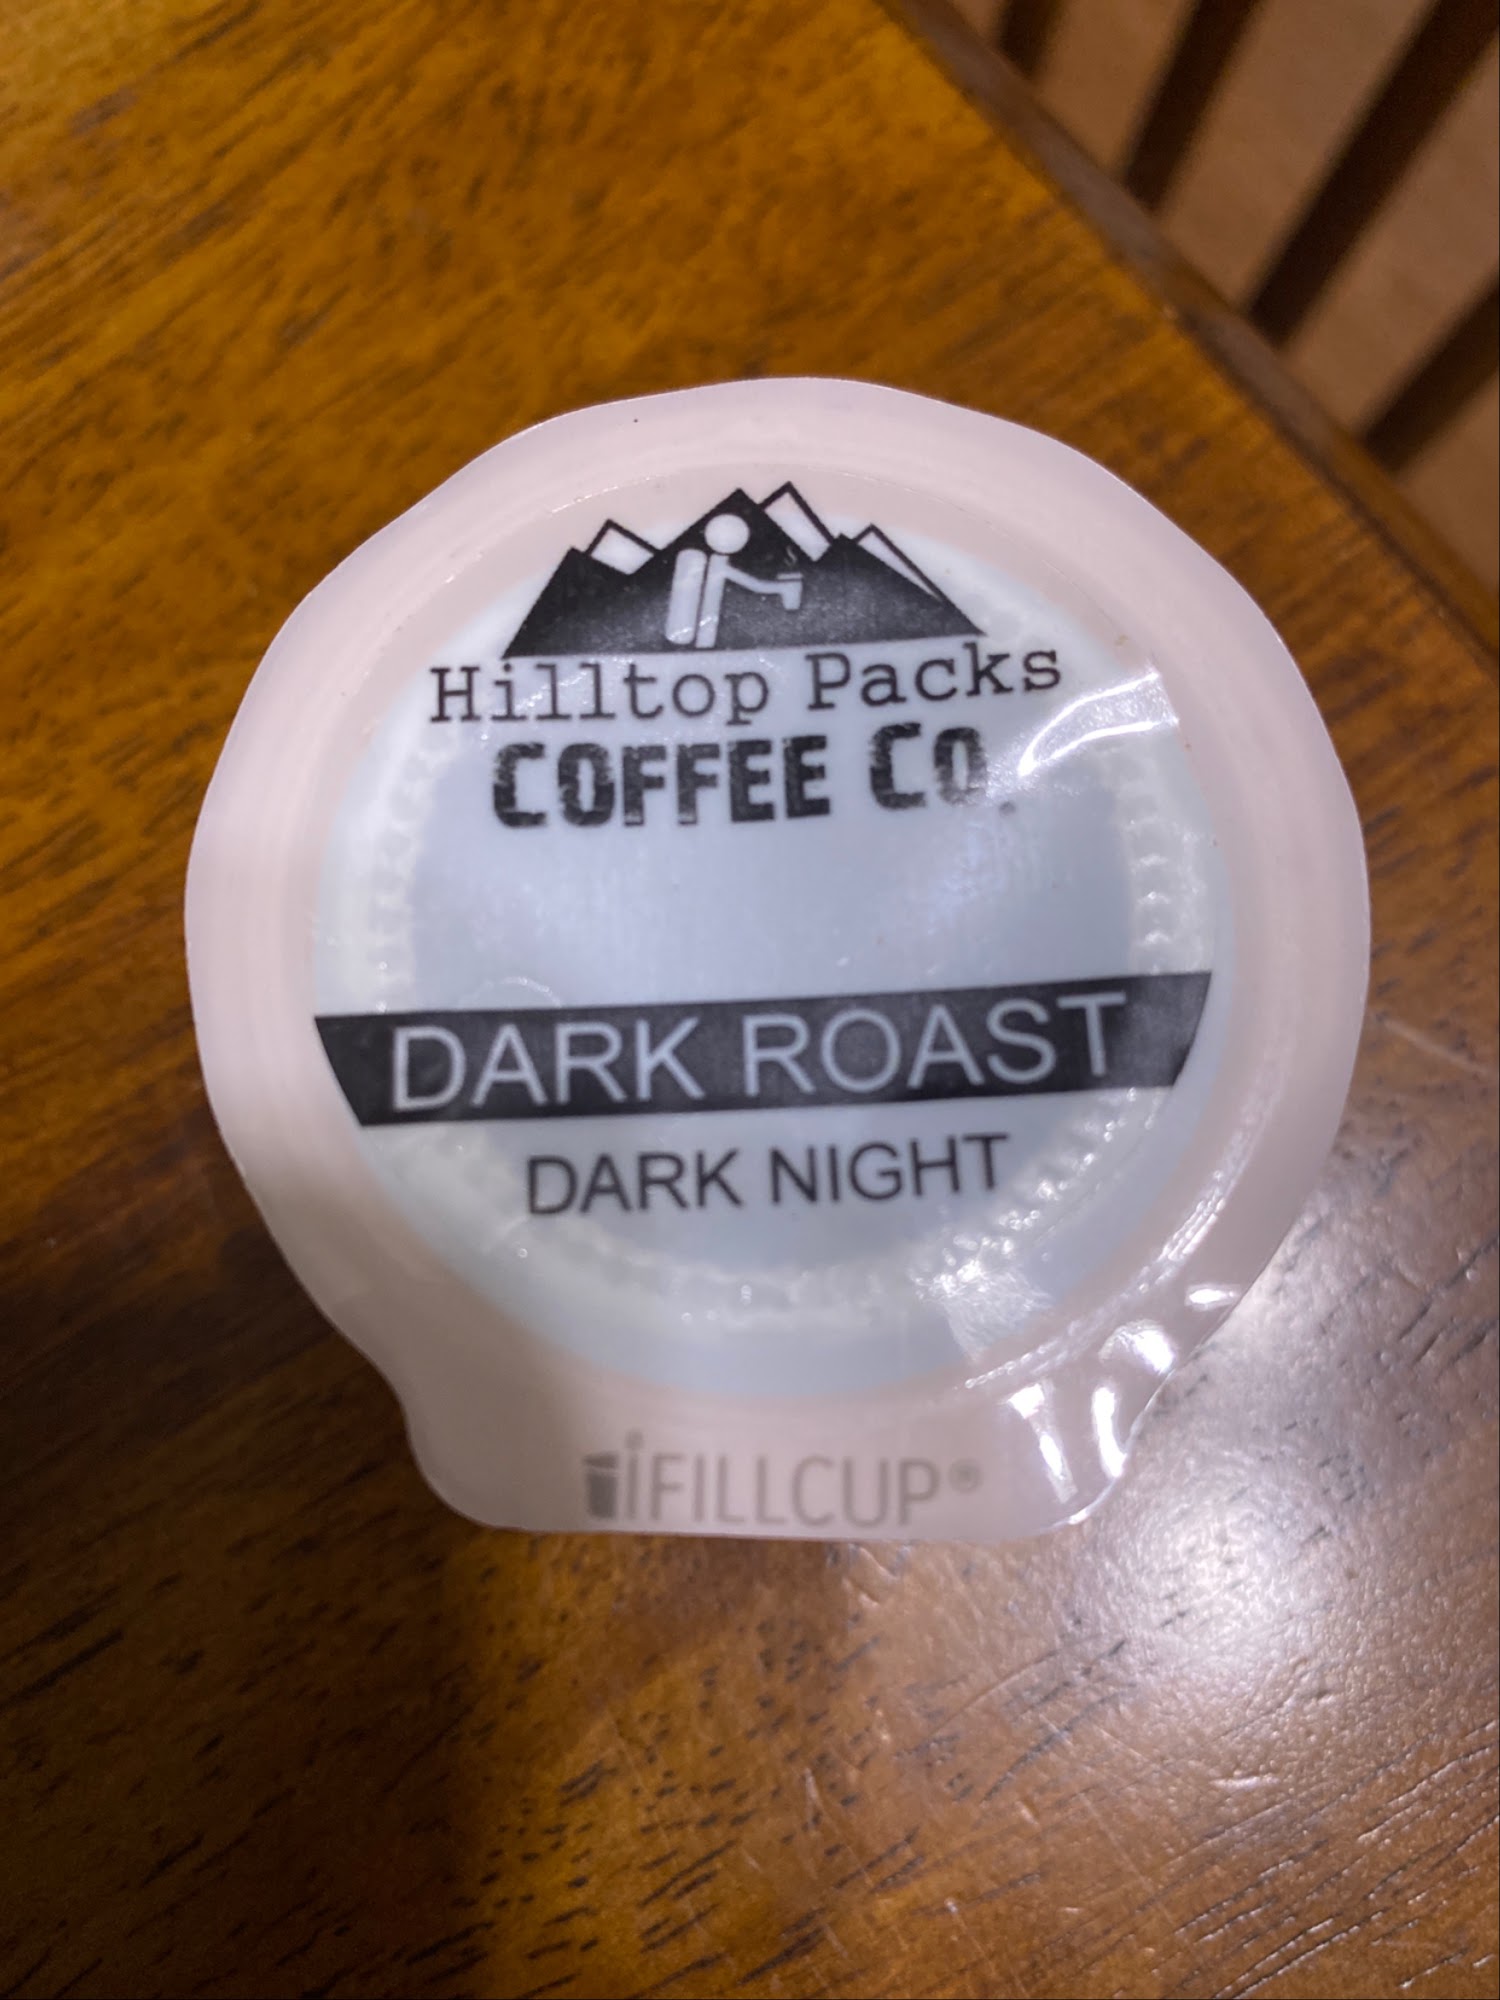 Hilltop Packs
COFFEE CO.
DARK ROAST
DARK NIGHT
iFILLCUP®